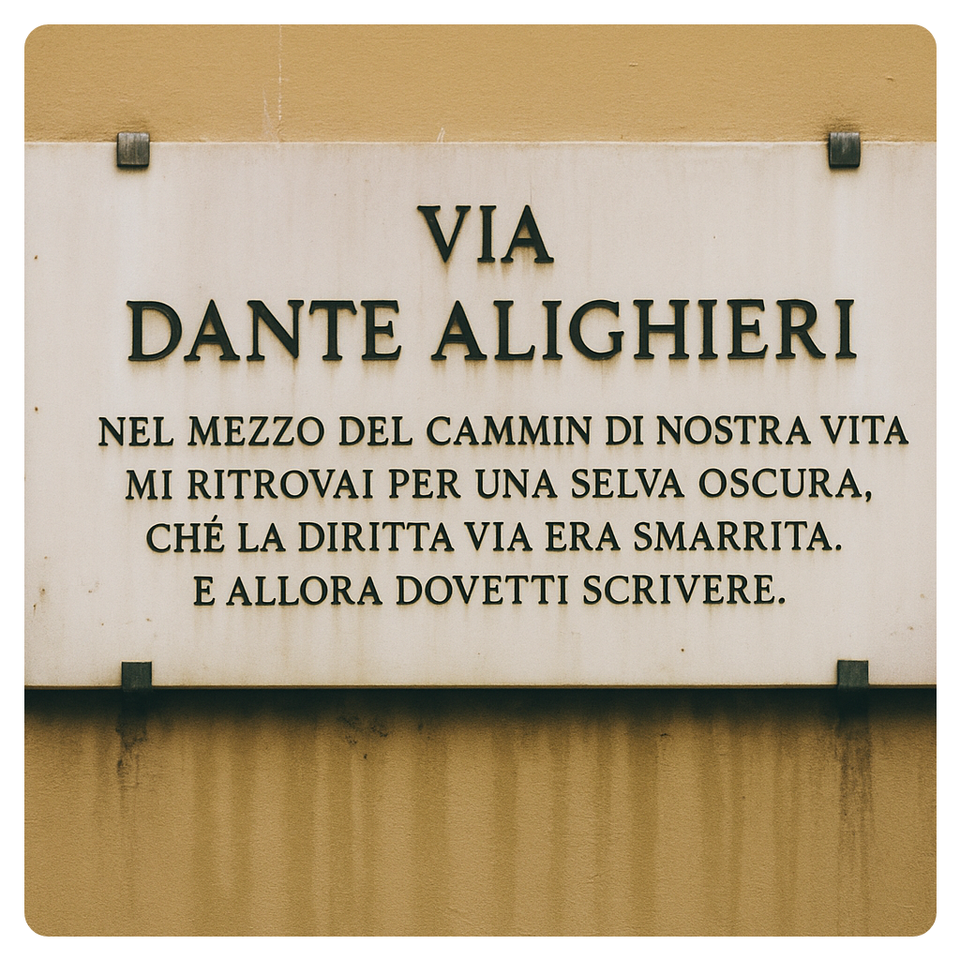 VIA
DANTE ALIGHIERI
NEL MEZZO DEL CAMMIN DI NOSTRA VITA
MI RITROVAI PER UNA SELVA OSCURA,
CHÉ LA DIRITTA VIA ERA SMARRITA.
E ALLORA DOVETTI SCRIVERE.